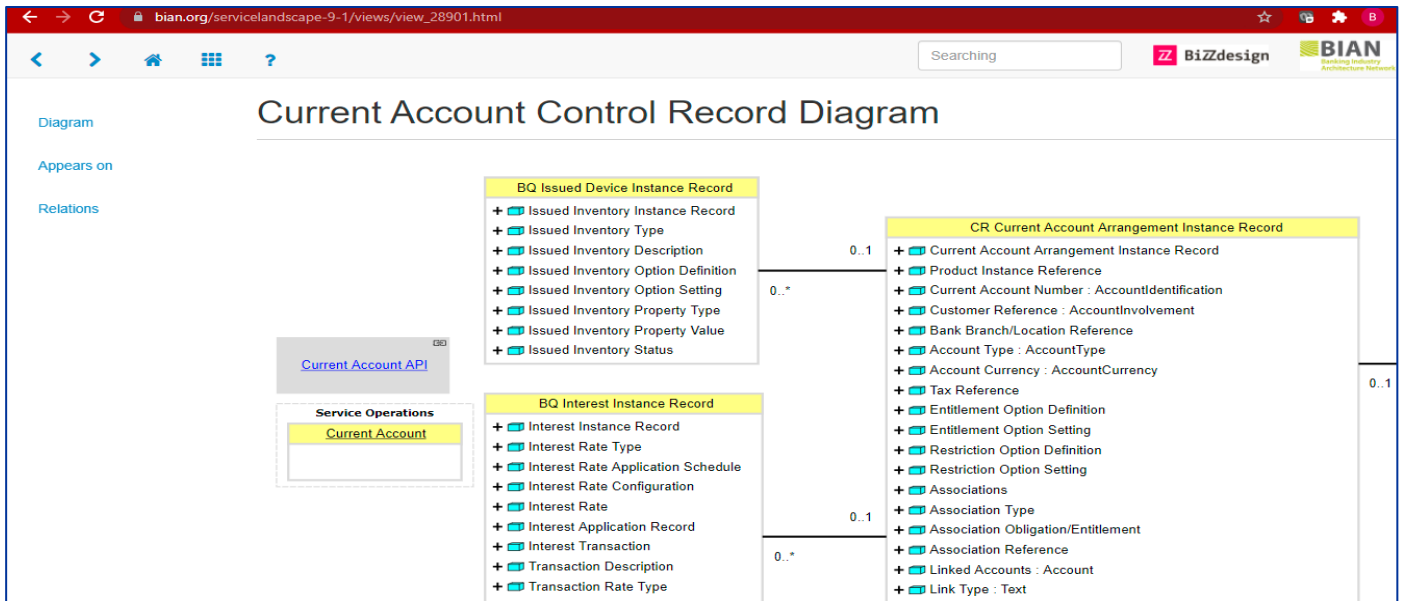 bian.org/servicelandscape-9-1/views/view_28901.html
B
?
Searching
BiZZdesign
BIAN
Banking Industry
Architecture Network
Diagram
Appears on
Relations
Current Account Control Record Diagram
Current Account API
Service Operations
Current Account
BQ Issued Device Instance Record
+ Issued Inventory Instance Record
+ Issued Inventory Type
+ Issued Inventory Description
+ Issued Inventory Option Definition
+ Issued Inventory Option Setting
+ Issued Inventory Property Type
+ Issued Inventory Property Value
+ Issued Inventory Status
0..1
0..*
BQ Interest Instance Record
+ Interest Instance Record
+ Interest Rate Type
+ Interest Rate Application Schedule
+ Interest Rate Configuration
+ Interest Rate
+ Interest Application Record
+ Interest Transaction
+ Transaction Description
+ Transaction Rate Type
0..1
0..*
CR Current Account Arrangement Instance Record
+ Current Account Arrangement Instance Record
+ Product Instance Reference
+ Current Account Number : AccountIdentification
+ Customer Reference : AccountInvolvement
+ Bank Branch/Location Reference
+ Account Type : AccountType
+ Account Currency : AccountCurrency
+ Tax Reference
+ Entitlement Option Definition
+ Entitlement Option Setting
+ Restriction Option Definition
+ Restriction Option Setting
+ Associations
+ Association Type
+ Association Obligation/Entitlement
+ Association Reference
+ Linked Accounts : Account
+ Link Type : Text
0..1